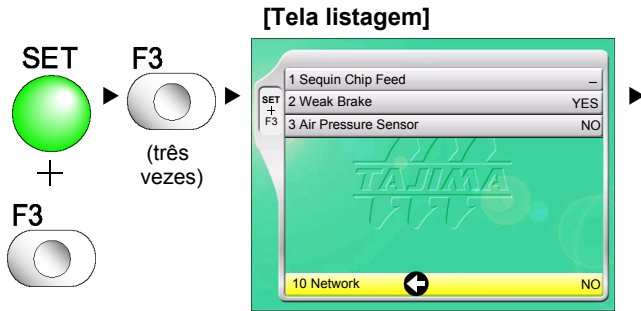 [Tela listagem]
SET
+
F3
F3
(três
vezes)
SET
+
F3
1 Sequin Chip Feed –
2 Weak Brake YES
3 Air Pressure Sensor NO
TAJIMA
10 Network NO